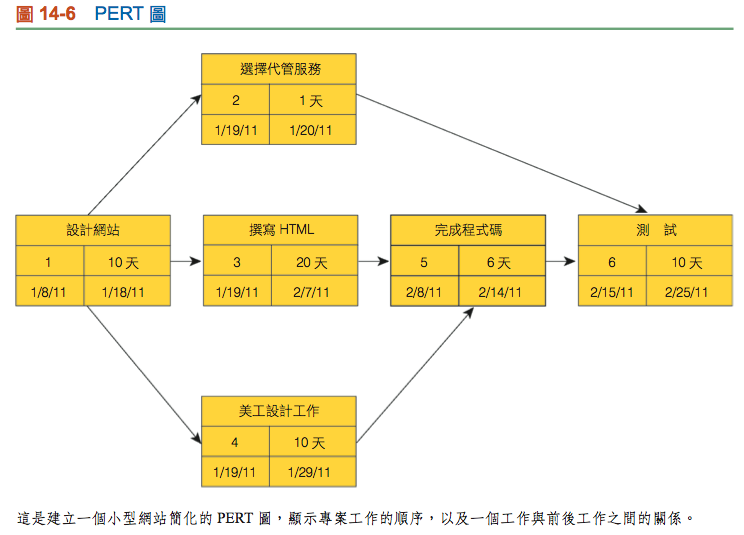 圖 14-6 PERT 圖
選擇代管服務
2 1 天
1/19/11 1/20/11
設計網站
1 10 天
1/8/11 1/18/11
撰寫 HTML
3 20 天
1/19/11 2/7/11
完成程式碼
5 6 天
2/8/11 2/14/11
測 試
6 10 天
2/15/11 2/25/11
美工設計工作
4 10 天
1/19/11 1/29/11
這是建立一個小型網站簡化的 PERT 圖，顯示專案工作的順序，以及一個工作與前後工作之間的關係。